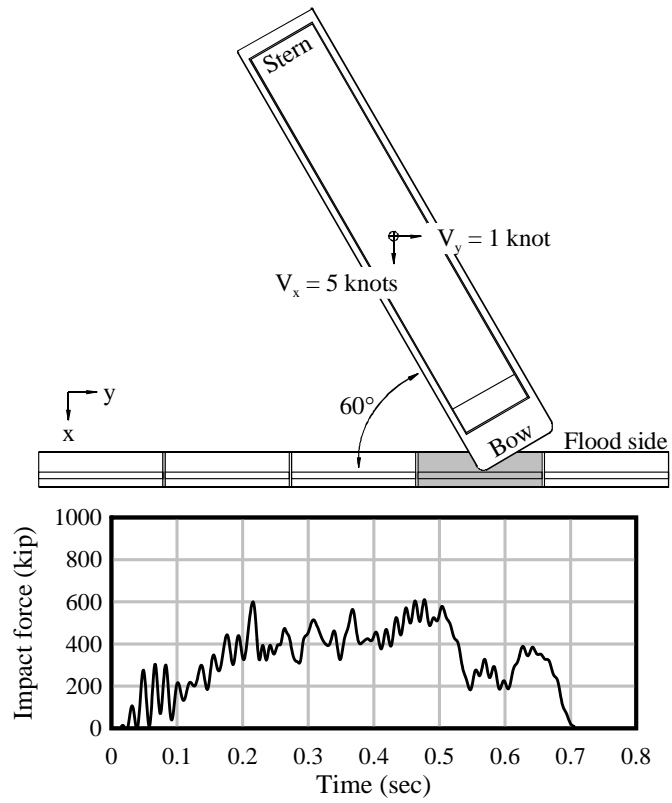 Stern
V_y = 1 knot
V_x = 5 knots
60°
y
x
Bow
Flood side
1000
800
600
400
200
0
Impact force (kip)
0 0.1 0.2 0.3 0.4 0.5 0.6 0.7 0.8
Time (sec)